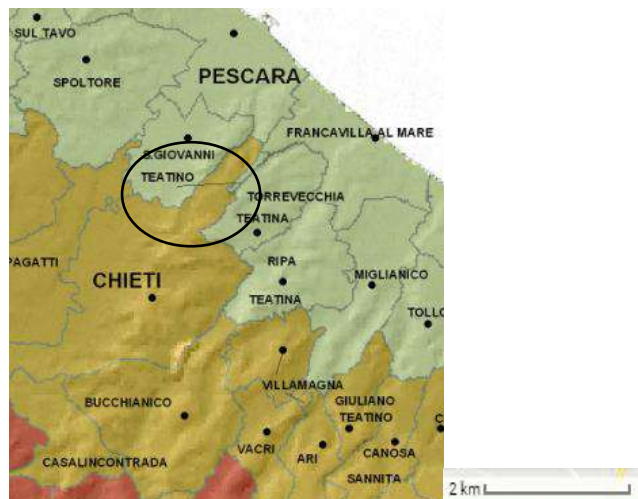 SUL TAVO
SPOLTORE
PESCARA
FRANCAVILLA AL MARE
S.GIOVANNI
TEATINO
TORREVECCHIA
TEATINA
PAGATTI
CHIETI
RIPA
TEATINA
MIGLIANICO
TOLLO
VILLAMAGNA
BUCCHIANICO
GIULIANO
TEATINO
C
VACRI
ARI
CANOSA
SANNITA
CASALINCONTRADA
2 km